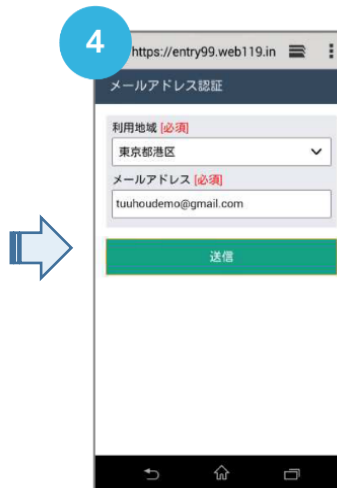 4
https://entry99.web119.in
メールアドレス認証
利用地域 [必須]
東京都港区
メールアドレス [必須]
tuuhoudemo@gmail.com
送信